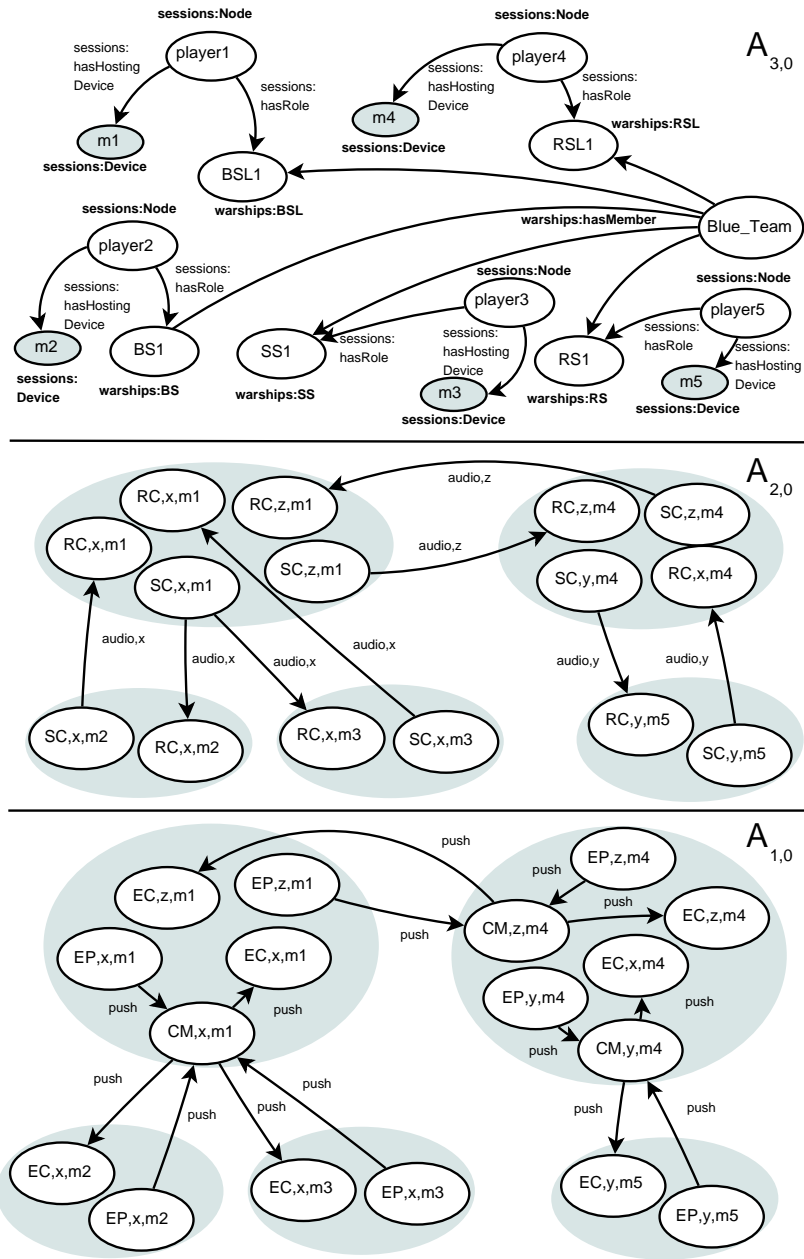 sessions:Node
sessions:Node
A3,0
sessions:
hasHosting
Device
player1
player4
sessions:
hasHosting
Device
sessions:
hasRole
sessions:
hasRole
m1
sessions:Device
m4
sessions:Device
warships:RSL
RSL1
BSL1
warships:BSL
sessions:Node
warships:hasMember
Blue_Team
player2
sessions:
hasRole
sessions:
hasHosting
Device
sessions:Node
player3
sessions:Node
player5
m2
sessions:
Device
BS1
warships:BS
SS1
warships:SS
sessions:
hasRole
sessions:
hasHosting
Device
m3
sessions:Device
RS1
warships:RS
sessions:
hasRole
sessions:
hasHosting
Device
m5
sessions:Device
A2,0
RC,x,m1
RC,z,m1
audio,z
RC,z,m4
SC,z,m4
RC,x,m1
SC,x,m1
SC,z,m1
audio,z
SC,y,m4
RC,x,m4
audio,x
audio,x
audio,x
audio,x
audio,y
audio,y
SC,x,m2
RC,x,m2
RC,x,m3
SC,x,m3
RC,y,m5
SC,y,m5
A1,0
push
EP,z,m4
EC,z,m1
EP,z,m1
push
push
push
CM,z,m4
EC,z,m4
EP,x,m1
EC,x,m1
EC,x,m4
push
push
EP,y,m4
push
CM,x,m1
push
CM,y,m4
push
push
push
push
push
push
EC,x,m2
EP,x,m2
EC,x,m3
EP,x,m3
EC,y,m5
EP,y,m5